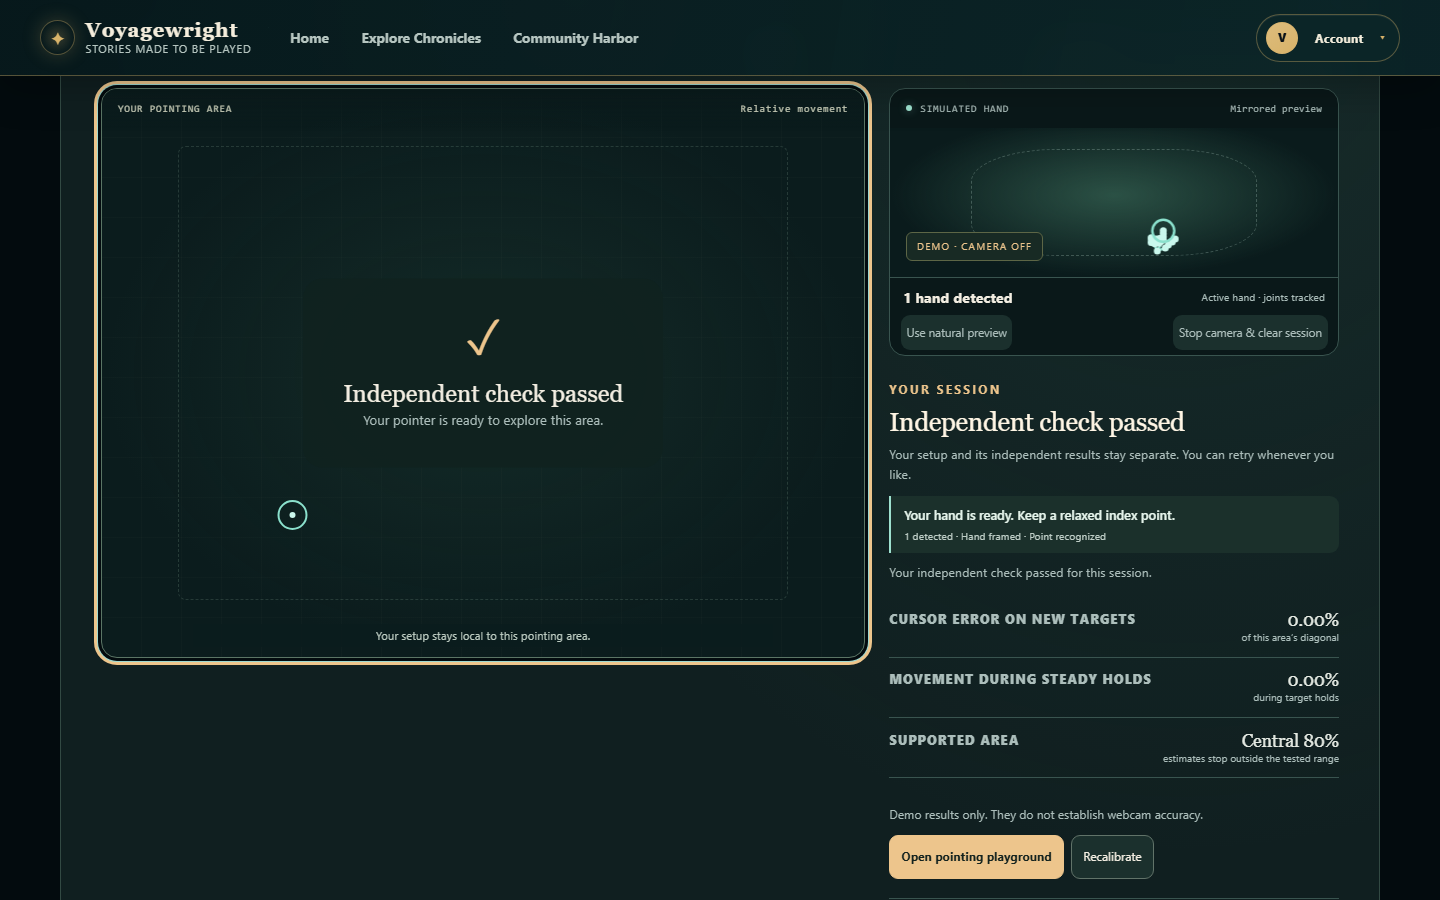 Voyagewright
STORIES MADE TO BE PLAYED
Home
Explore Chronicles
Community Harbor
V
Account
YOUR POINTING AREA
Relative movement
Independent check passed
Your pointer is ready to explore this area.
Your setup stays local to this pointing area.
SIMULATED HAND
Mirrored preview
DEMO · CAMERA OFF
1 hand detected
Active hand · joints tracked
Use natural preview
Stop camera & clear session
YOUR SESSION
Independent check passed
Your setup and its independent results stay separate. You can retry whenever you
like.
Your hand is ready. Keep a relaxed index point.
1 detected · Hand framed · Point recognized
Your independent check passed for this session.
CURSOR ERROR ON NEW TARGETS
0.00%
of this area's diagonal
MOVEMENT DURING STEADY HOLDS
0.00%
during target holds
SUPPORTED AREA
Central 80%
estimates stop outside the tested range
Demo results only. They do not establish webcam accuracy.
Open pointing playground
Recalibrate